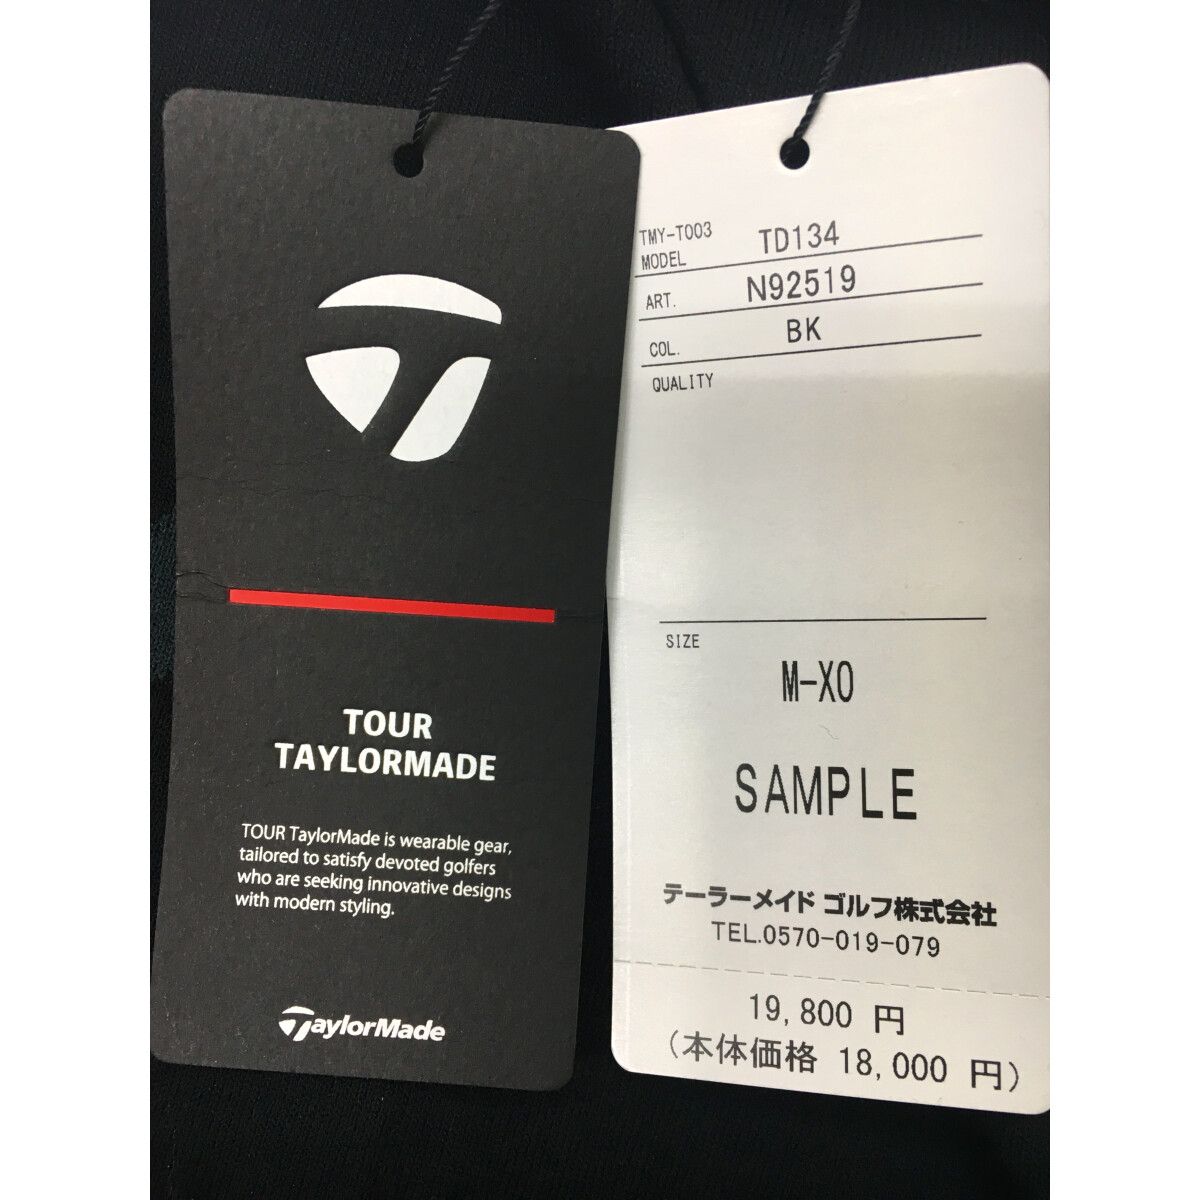 TOUR
TAYLORMADE
TOUR TaylorMade is wearable gear,
tailored to satisfy devoted golfers
who are seeking innovative designs
with modern styling.
TaylorMade
TMY-T003
MODEL TD134
ART. N92519
COL. BK
QUALITY
SIZE
M-XO
SAMPLE
テーラーメイド ゴルフ株式会社
TEL.0570-019-079
19,800 円
(本体価格 18,000 円)